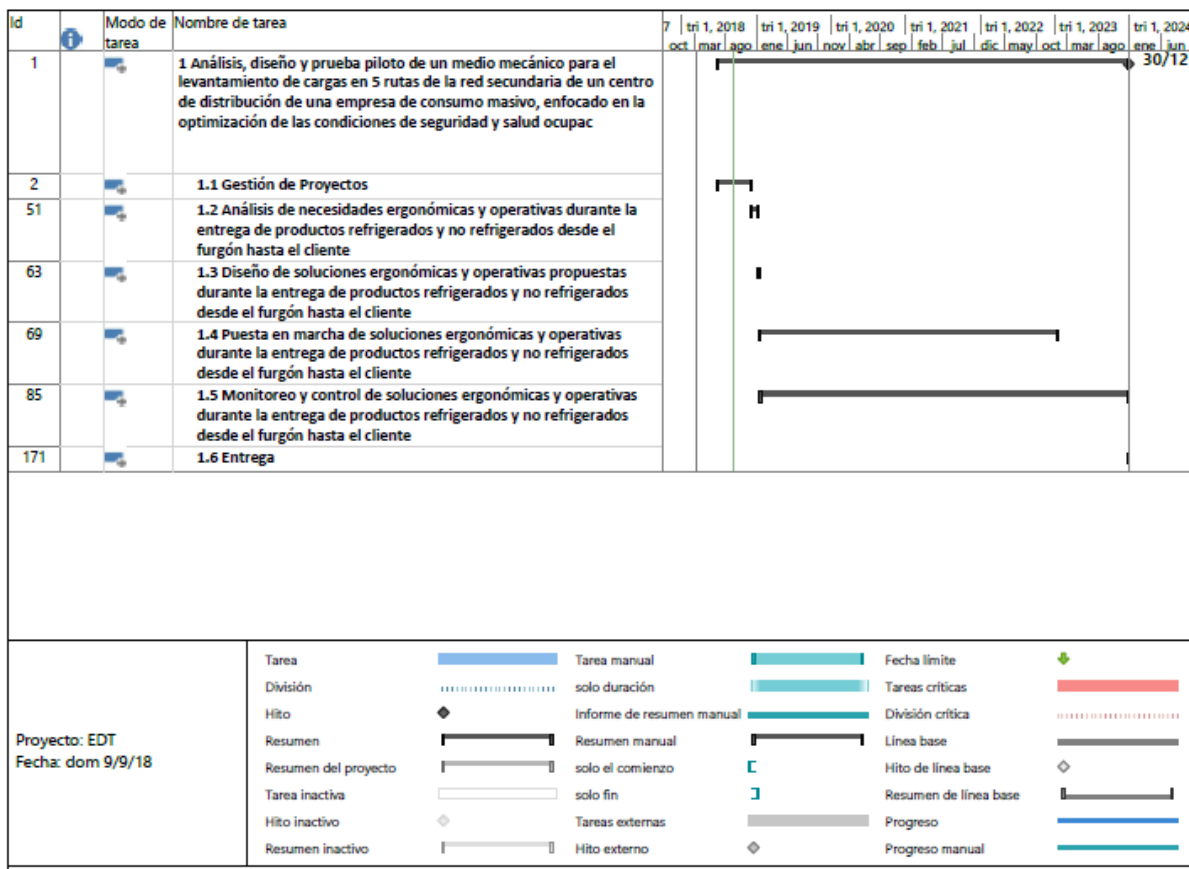 Id Modo de tarea Nombre de tarea
7 tri 1, 2018 tri 1, 2019 tri 1, 2020 tri 1, 2021 tri 1, 2022 tri 1, 2023 tri 1, 2024
oct mar ago ene jun nov abr sep feb jul dic may oct mar ago ene jun
1 1 Análisis, diseño y prueba piloto de un medio mecánico para el
levantamiento de cargas en 5 rutas de la red secundaria de un centro
de distribución de una empresa de consumo masivo, enfocado en la
optimización de las condiciones de seguridad y salud ocupac
30/12
2 1.1 Gestión de Proyectos
51 1.2 Análisis de necesidades ergonómicas y operativas durante la
entrega de productos refrigerados y no refrigerados desde el
furgón hasta el cliente
63 1.3 Diseño de soluciones ergonómicas y operativas propuestas
durante la entrega de productos refrigerados y no refrigerados
desde el furgón hasta el cliente
69 1.4 Puesta en marcha de soluciones ergonómicas y operativas
durante la entrega de productos refrigerados y no refrigerados
desde el furgón hasta el cliente
85 1.5 Monitoreo y control de soluciones ergonómicas y operativas
durante la entrega de productos refrigerados y no refrigerados
desde el furgón hasta el cliente
171 1.6 Entrega
Proyecto: EDT
Fecha: dom 9/9/18
Tarea
División
Hito
Resumen
Resumen del proyecto
Tarea inactiva
Hito inactivo
Resumen inactivo
Tarea manual
solo duración
Informe de resumen manual
Resumen manual
solo el comienzo
solo fin
Tareas externas
Hito externo
Fecha límite
Tareas críticas
División crítica
Línea base
Hito de línea base
Resumen de línea base
Progreso
Progreso manual